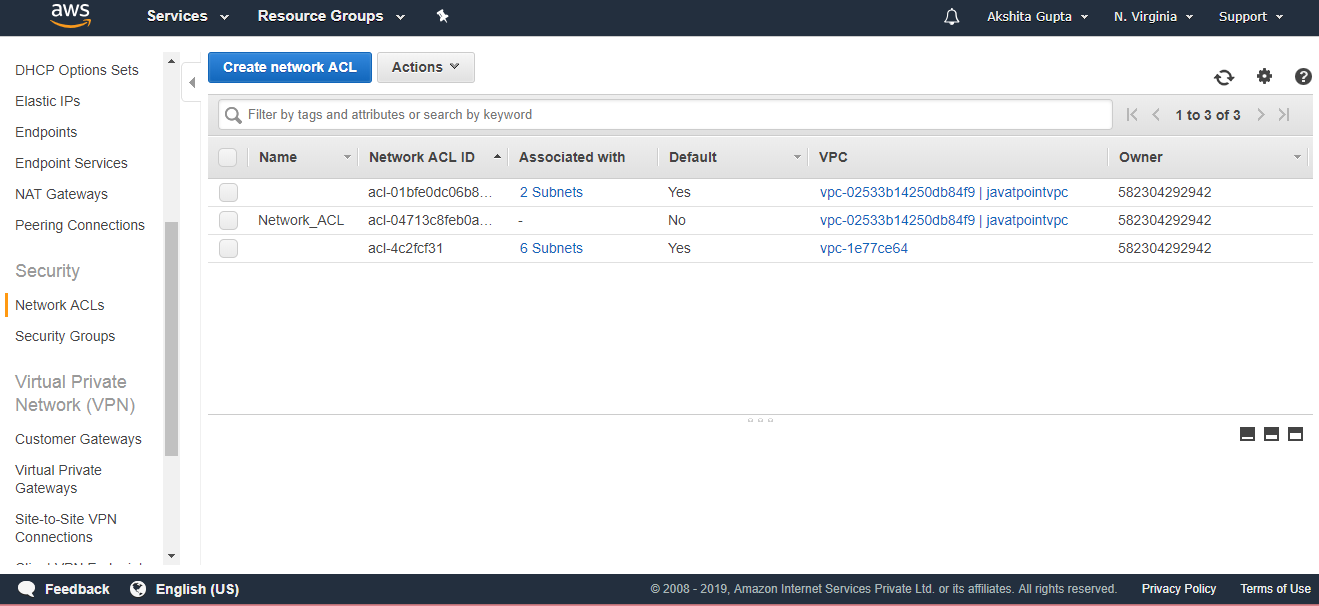 aws Services Resource Groups Akshita Gupta N. Virginia Support
DHCP Options Sets
Elastic IPs
Endpoints
Endpoint Services
NAT Gateways
Peering Connections
Security
Network ACLs
Security Groups
Virtual Private
Network (VPN)
Customer Gateways
Virtual Private
Gateways
Site-to-Site VPN
Connections
Create network ACL Actions
Filter by tags and attributes or search by keyword 1 to 3 of 3
Name Network ACL ID Associated with Default VPC Owner
acl-01bfe0dc06b8... 2 Subnets Yes vpc-02533b14250db84f9 | javatpointvpc 582304292942
Network_ACL acl-04713c8feb0a... - No vpc-02533b14250db84f9 | javatpointvpc 582304292942
acl-4c2fcf31 6 Subnets Yes vpc-1e77ce64 582304292942
Feedback English (US) © 2008 - 2019, Amazon Internet Services Private Ltd. or its affiliates. All rights reserved. Privacy Policy Terms of Use